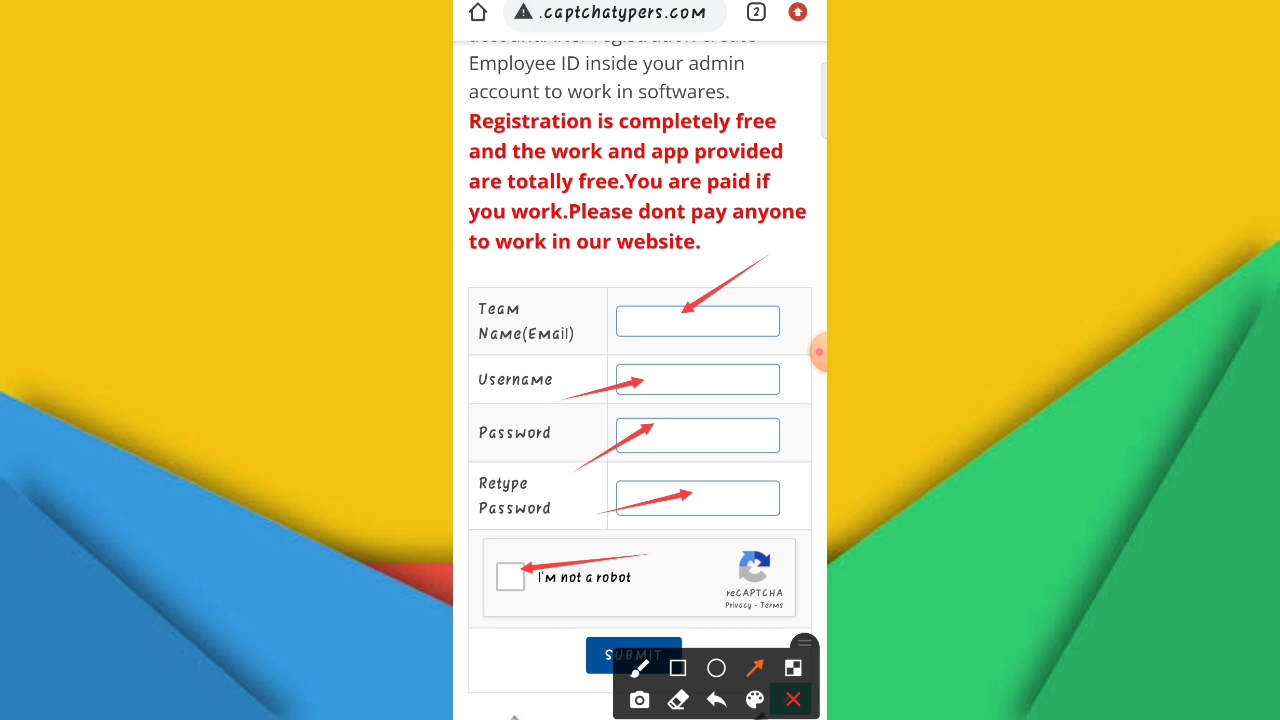 .captchatypers.com
2
Employee ID inside your admin
account to work in softwares.
Registration is completely free
and the work and app provided
are totally free.You are paid if
you work.Please dont pay anyone
to work in our website.
Team
Name(Email)
Username
Password
Retype
Password
I'm not a robot
reCAPTCHA
Privacy - Terms
SUBMIT